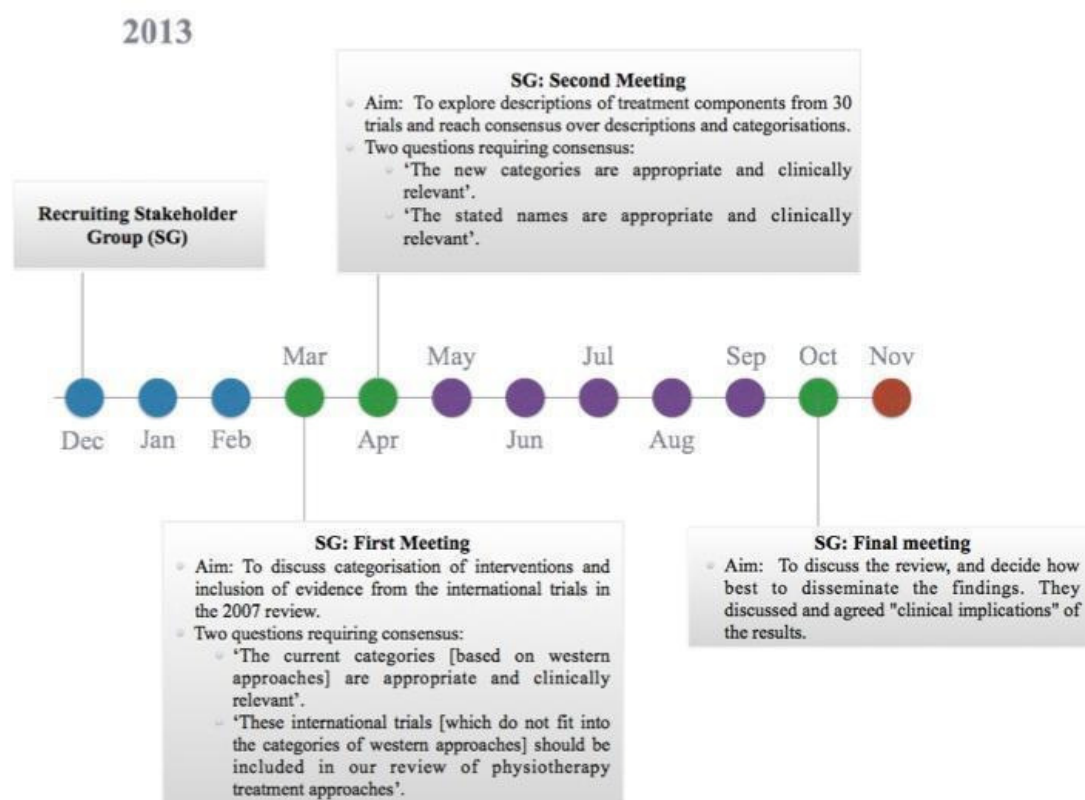 2013
SG: Second Meeting
Aim: To explore descriptions of treatment components from 30
trials and reach consensus over descriptions and categorisations.
Two questions requiring consensus:
‘The new categories are appropriate and clinically
relevant’.
‘The stated names are appropriate and clinically
relevant’.
Recruiting Stakeholder
Group (SG)
Mar
May
Jul
Sep
Oct
Nov
Dec
Jan
Feb
Apr
Jun
Aug
SG: First Meeting
Aim: To discuss categorisation of interventions and
inclusion of evidence from the international trials in
the 2007 review.
Two questions requiring consensus:
‘The current categories [based on western
approaches] are appropriate and clinically
relevant’.
‘These international trials [which do not fit into
the categories of western approaches] should be
included in our review of physiotherapy
treatment approaches’.
SG: Final meeting
Aim: To discuss the review, and decide how
best to disseminate the findings. They
discussed and agreed "clinical implications" of
the results.